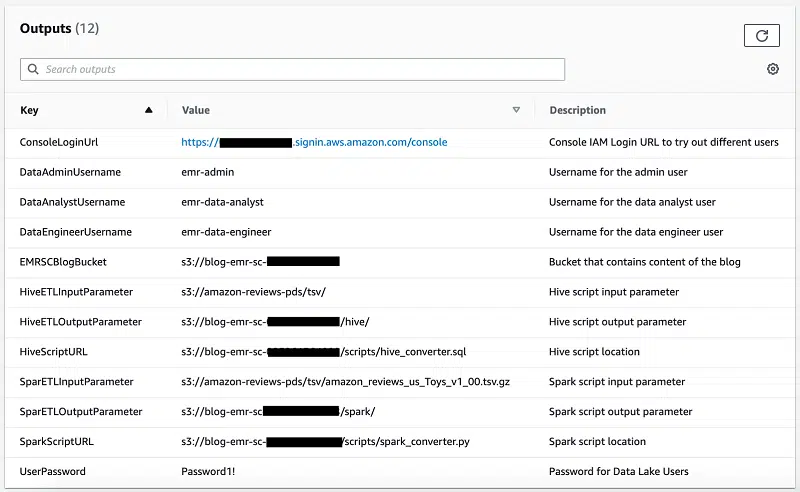 Outputs (12)
Search outputs
Key Value Description
ConsoleLoginUrl https:// .signin.aws.amazon.com/console Console IAM Login URL to try out different users
DataAdminUsername emr-admin Username for the admin user
DataAnalystUsername emr-data-analyst Username for the data analyst user
DataEngineerUsername emr-data-engineer Username for the data engineer user
EMRSCBlogBucket s3://blog-emr-sc- Bucket that contains content of the blog
HiveETLInputParameter s3://amazon-reviews-pds/tsv/ Hive script input parameter
HiveETLOutputParameter s3://blog-emr-sc- /hive/ Hive script output parameter
HiveScriptURL s3://blog-emr-sc- /scripts/hive_converter.sql Hive script location
SparETLInputParameter s3://amazon-reviews-pds/tsv/amazon_reviews_us_Toys_v1_00.tsv.gz Spark script input parameter
SparETLOutputParameter s3://blog-emr-sc /spark/ Spark script output parameter
SparkScriptURL s3://blog-emr-sc- /scripts/spark_converter.py Spark script location
UserPassword Password1! Password for Data Lake Users